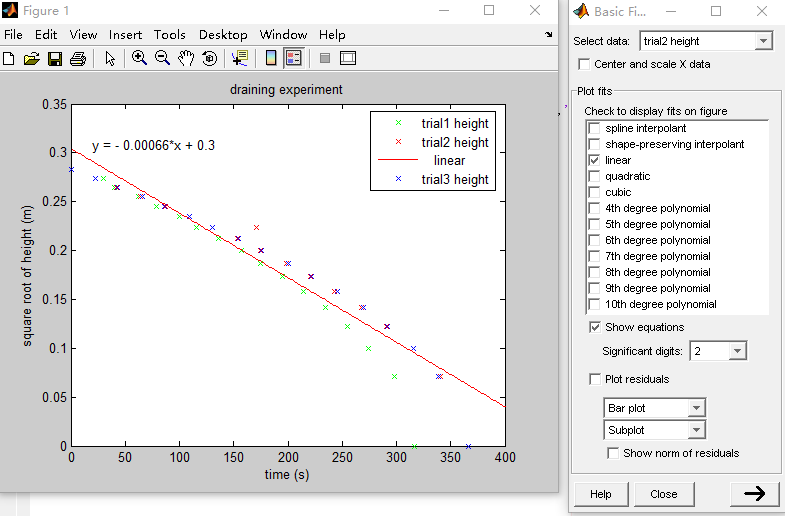 Figure 1
File Edit View Insert Tools Desktop Window Help
draining experiment
y = - 0.00066*x + 0.3
trial1 height
trial2 height
linear
trial3 height
square root of height (m)
0.35
0.3
0.25
0.2
0.15
0.1
0.05
0
0 50 100 150 200 250 300 350 400
time (s)
Basic Fi...
Select data: trial2 height
Center and scale X data
Plot fits
Check to display fits on figure
spline interpolant
shape-preserving interpolant
linear
quadratic
cubic
4th degree polynomial
5th degree polynomial
6th degree polynomial
7th degree polynomial
8th degree polynomial
9th degree polynomial
10th degree polynomial
Show equations
Significant digits: 2
Plot residuals
Bar plot
Subplot
Show norm of residuals
Help Close